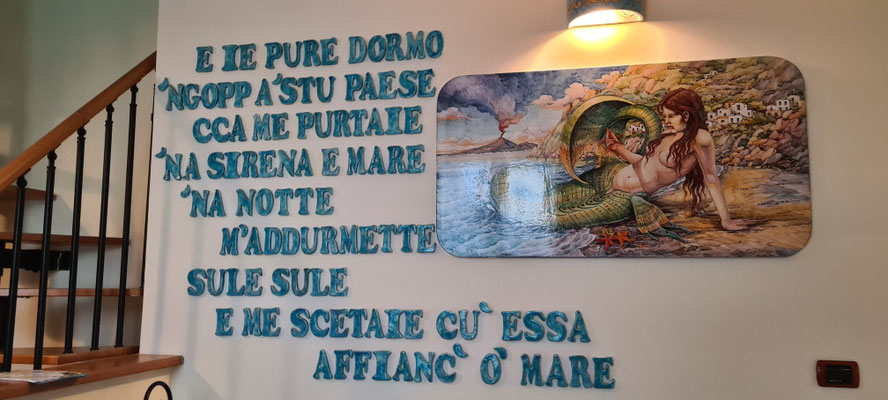 E IE PURE DORMO
'NGOPP A'STU PAESE
CCA ME PURTAIE
'NA SIRENA E MARE
'NA NOTTE
M'ADDURMETTE
SULE SULE
E ME SCETAIE CU' ESSA
AFFIANC' O' MARE